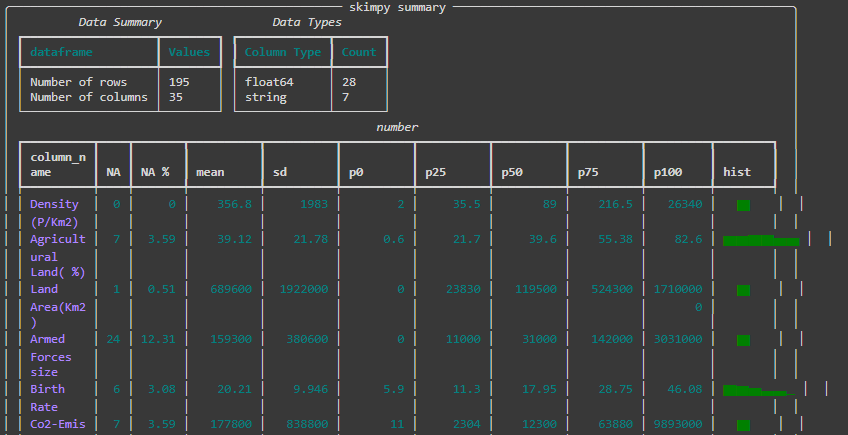 skimpy summary
Data Summary Data Types
dataframe Values Column Type Count
Number of rows 195 float64 28
Number of columns 35 string 7
number
column_n
ame NA NA % mean sd p0 p25 p50 p75 p100 hist
Density 0 0 356.8 1983 2 35.5 89 216.5 26340
(P/Km2)
Agricult 7 3.59 39.12 21.78 0.6 21.7 39.6 55.38 82.6
ural
Land( %)
Land 1 0.51 689600 1922000 0 23830 119500 524300 1710000
Area(Km2 0
)
Armed 24 12.31 159300 380600 0 11000 31000 142000 3031000
Forces
size
Birth 6 3.08 20.21 9.946 5.9 11.3 17.95 28.75 46.08
Rate
Co2-Emis 7 3.59 177800 838800 11 2304 12300 63880 9893000